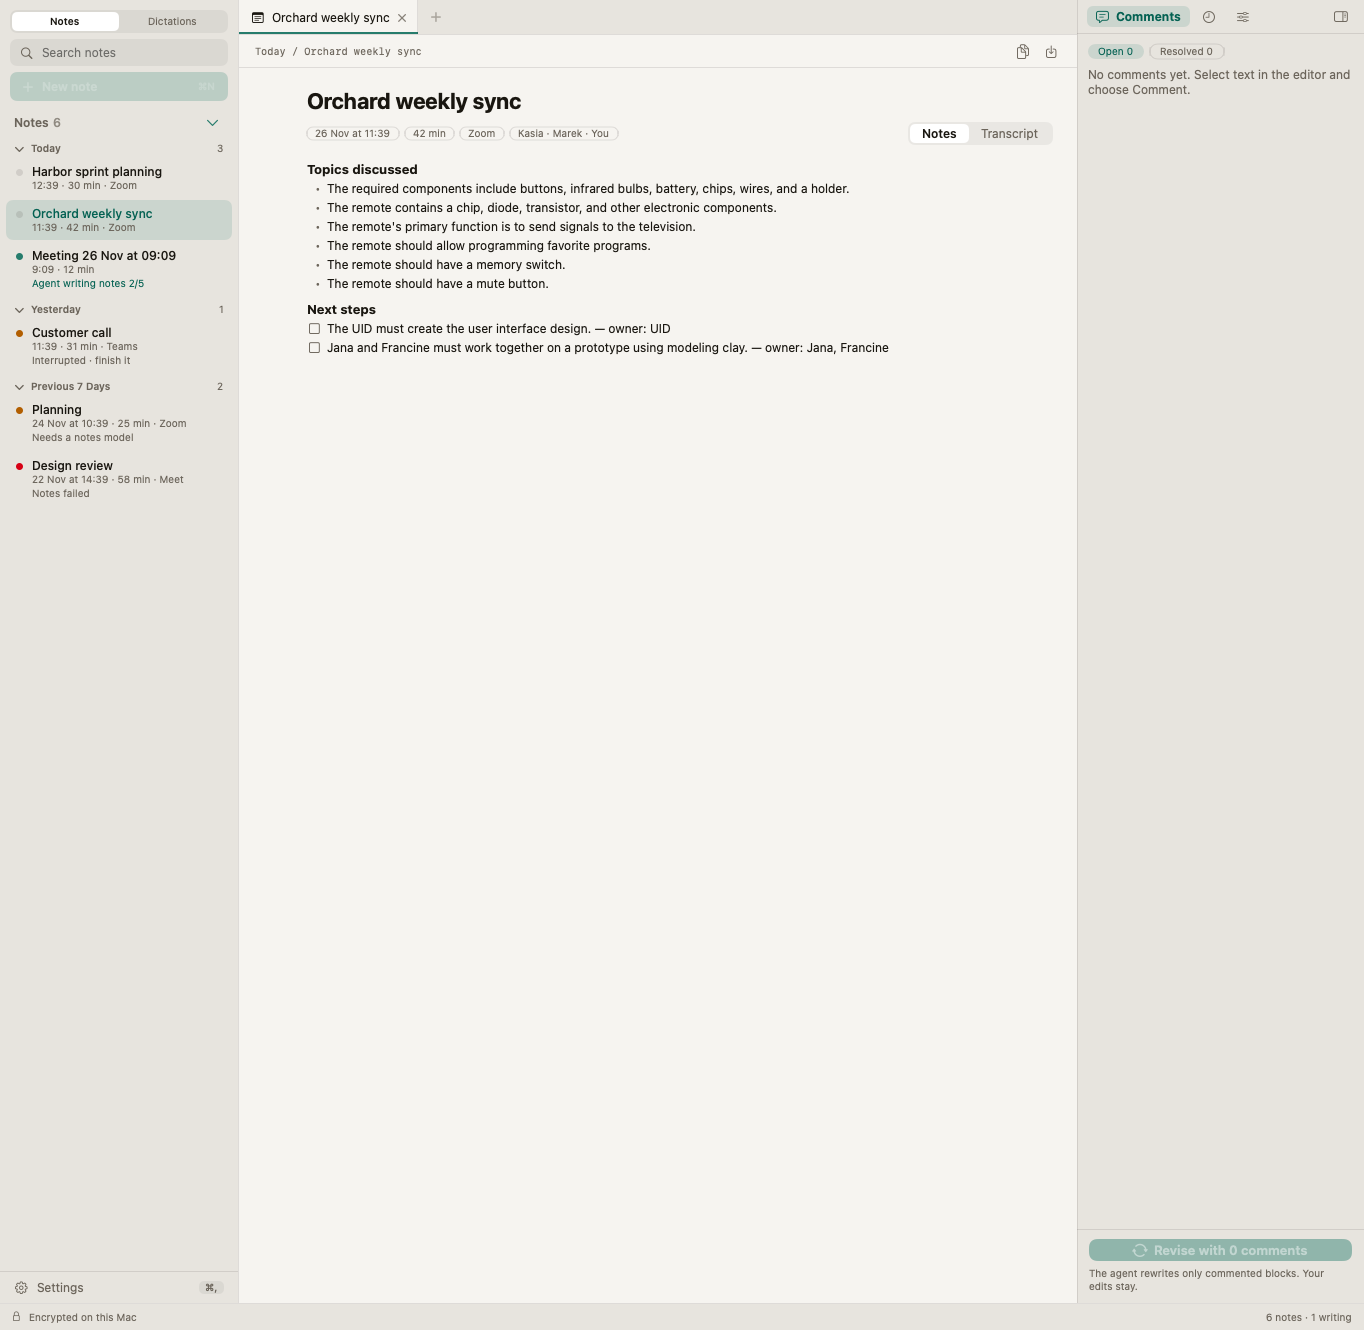 Notes
Dictations
Search notes
New note ⌘N
Notes 6
Today 3
Harbor sprint planning
12:39 · 30 min · Zoom
Orchard weekly sync
11:39 · 42 min · Zoom
Meeting 26 Nov at 09:09
9:09 · 12 min
Agent writing notes 2/5
Yesterday 1
Customer call
11:39 · 31 min · Teams
Interrupted · finish it
Previous 7 Days 2
Planning
24 Nov at 10:39 · 25 min · Zoom
Needs a notes model
Design review
22 Nov at 14:39 · 58 min · Meet
Notes failed
Settings ⌘,
Encrypted on this Mac
Orchard weekly sync
Today / Orchard weekly sync
Orchard weekly sync
26 Nov at 11:39
42 min
Zoom
Kasia · Marek · You
Notes
Transcript
Topics discussed
• The required components include buttons, infrared bulbs, battery, chips, wires, and a holder.
• The remote contains a chip, diode, transistor, and other electronic components.
• The remote's primary function is to send signals to the television.
• The remote should allow programming favorite programs.
• The remote should have a memory switch.
• The remote should have a mute button.
Next steps
The UID must create the user interface design. — owner: UID
Jana and Francine must work together on a prototype using modeling clay. — owner: Jana, Francine
Comments
Open 0
Resolved 0
No comments yet. Select text in the editor and
choose Comment.
Revise with 0 comments
The agent rewrites only commented blocks. Your
edits stay.
6 notes · 1 writing